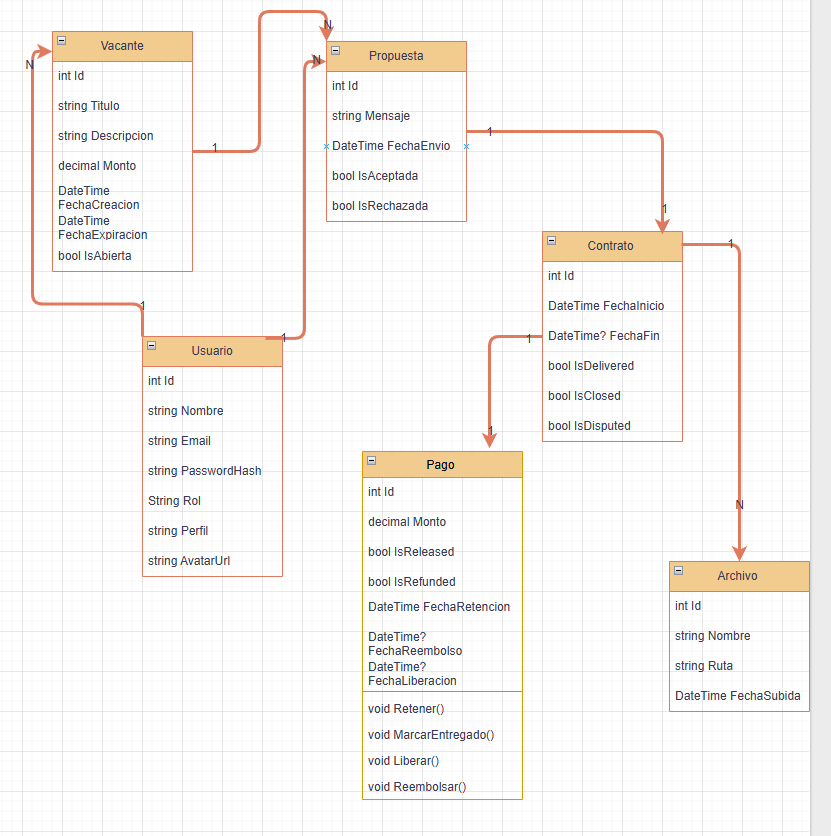 Vacante
int Id
string Titulo
string Descripcion
decimal Monto
DateTime
FechaCreacion
DateTime
FechaExpiracion
bool IsAbierta
N
1
N
N
Propuesta
int Id
string Mensaje
DateTime FechaEnvio
bool IsAceptada
bool IsRechazada
1
1
Contrato
int Id
DateTime FechaInicio
DateTime? FechaFin
bool IsDelivered
bool IsClosed
bool IsDisputed
1
1
1
1
Usuario
int Id
string Nombre
string Email
string PasswordHash
String Rol
string Perfil
string AvatarUrl
1
Pago
int Id
decimal Monto
bool IsReleased
bool IsRefunded
DateTime FechaRetencion
DateTime?
FechaReembolso
DateTime?
FechaLiberacion
void Retener()
void MarcarEntregado()
void Liberar()
void Reembolsar()
N
Archivo
int Id
string Nombre
string Ruta
DateTime FechaSubida